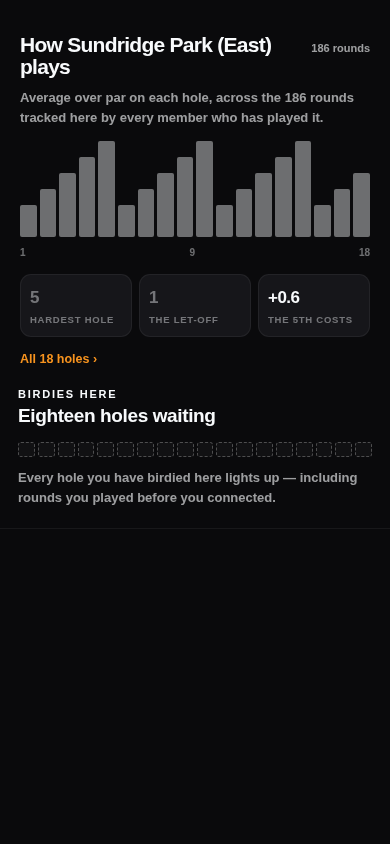 How Sundridge Park (East)
plays
186 rounds
Average over par on each hole, across the 186 rounds
tracked here by every member who has played it.
1
9
18
5
HARDEST HOLE
1
THE LET-OFF
+0.6
THE 5TH COSTS
All 18 holes ›
BIRDIES HERE
Eighteen holes waiting
Every hole you have birdied here lights up — including
rounds you played before you connected.